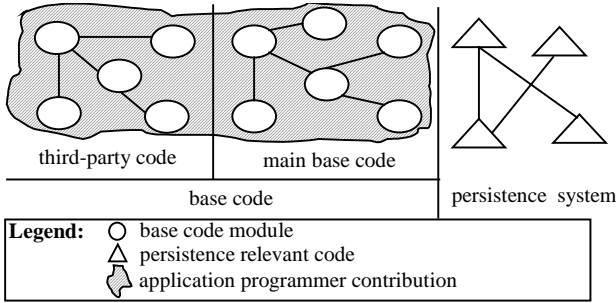 third-party code
main base code
base code
persistence system
Legend:
base code module
persistence relevant code
application programmer contribution